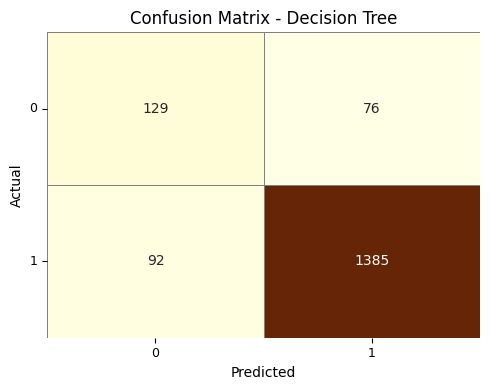 Confusion Matrix - Decision Tree
Actual
0
129
76
1
92
1385
0
1
Predicted